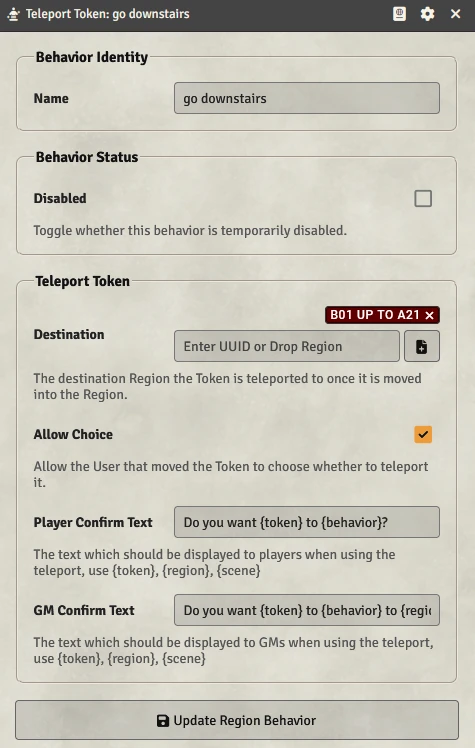 Teleport Token: go downstairs
Behavior Identity
Name
go downstairs
Behavior Status
Disabled
Toggle whether this behavior is temporarily disabled.
Teleport Token
B01 UP TO A21
Destination
Enter UUID or Drop Region
The destination Region the Token is teleported to once it is moved
into the Region.
Allow Choice
Allow the User that moved the Token to choose whether to teleport
it.
Player Confirm Text
Do you want {token} to {behavior}?
The text which should be displayed to players when using the
teleport, use {token}, {region}, {scene}
GM Confirm Text
Do you want {token} to {behavior} to {regi
The text which should be displayed to GMs when using the teleport,
use {token}, {region}, {scene}
Update Region Behavior